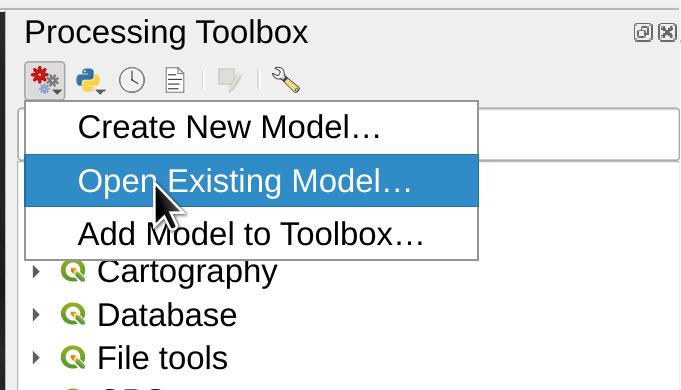 Processing Toolbox
Create New Model…
Open Existing Model…
Add Model to Toolbox…
Cartography
Database
File tools